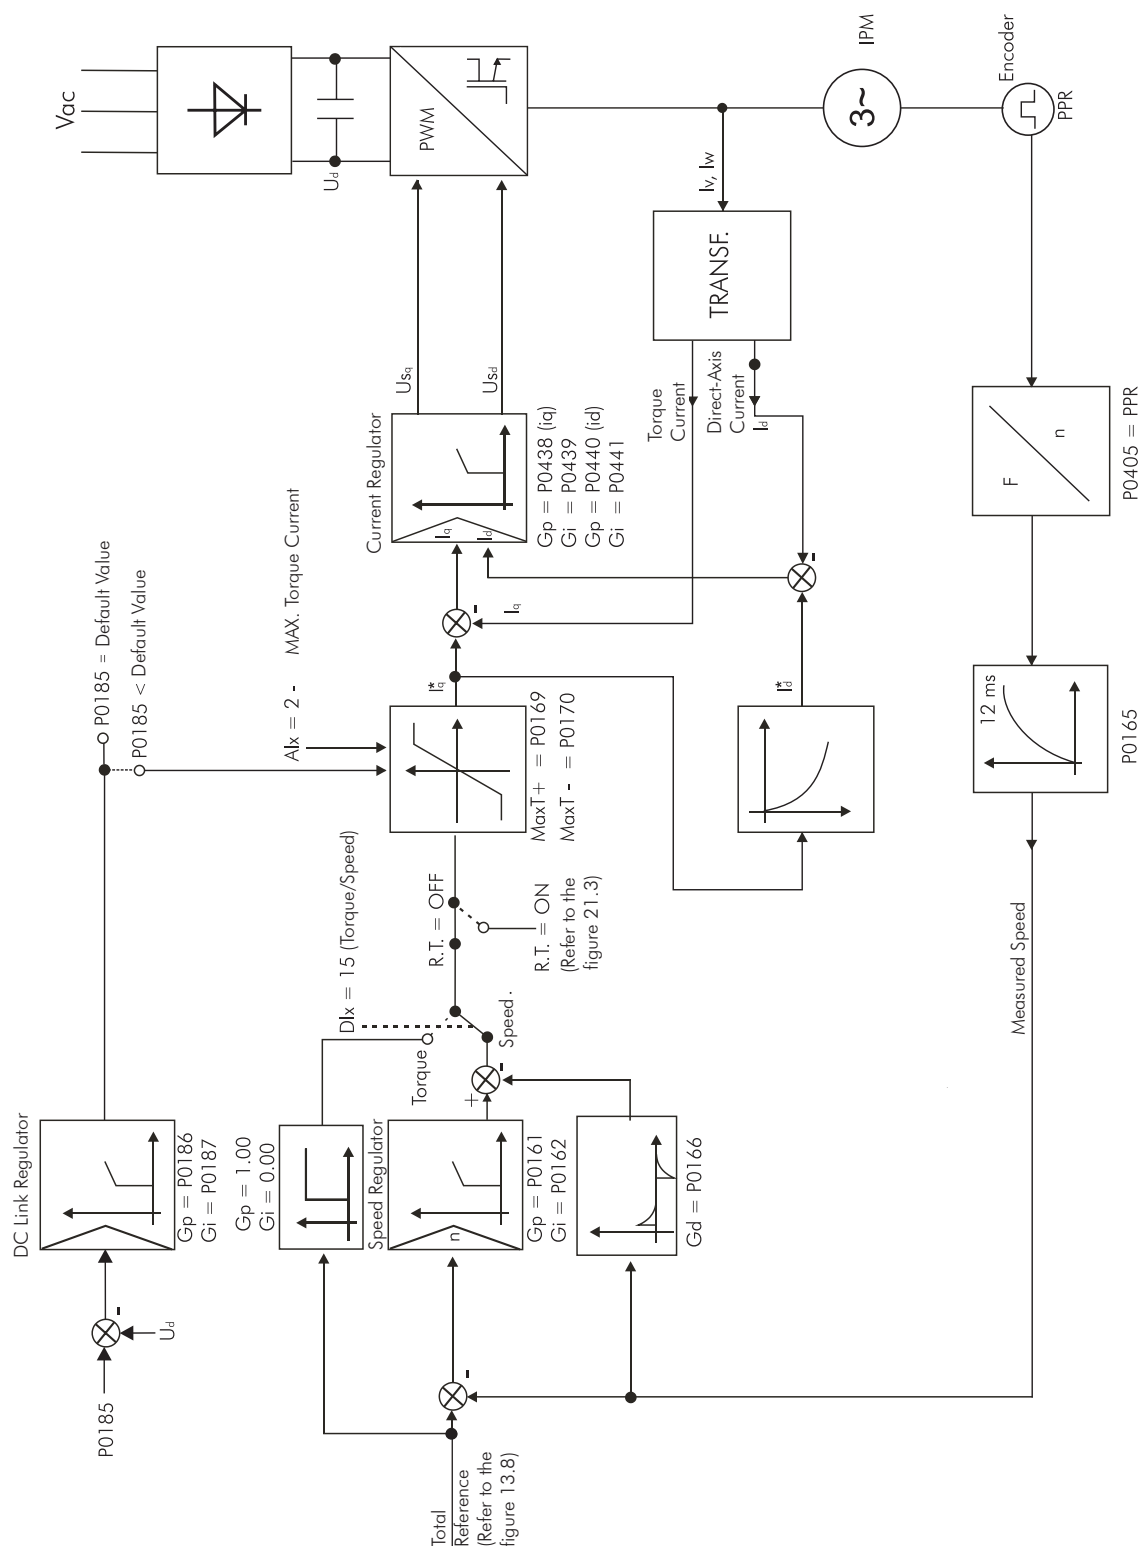 Vac
Ud
PWM
3~
IPM
Encoder
PPR
Iv, Iw
TRANSF.
Usq
Usd
Current Regulator
Iq
Id
Gp = P0438 (iq)
Gi = P0439
Gp = P0440 (id)
Gi = P0441
Torque
Current
Direct-Axis
Current
Id
F
n
P0405 = PPR
P0185 = Default Value
P0185 < Default Value
AIx = 2 -
MAX. Torque Current
-
Iq
-
I*q
I*d
MaxT+ = P0169
MaxT - = P0170
12 ms
P0165
DIx = 15 (Torque/Speed)
R.T. = OFF
R.T. = ON
(Refer to the
figure 21.3)
Measured Speed
Torque
Speed .
+
-
DC Link Regulator
Gp = P0186
Gi = P0187
Gp = 1.00
Gi = 0.00
Speed Regulator
n
Gp = P0161
Gi = P0162
Gd = P0166
-
Ud
P0185
-
Total
Reference
(Refer to the
figure 13.8)